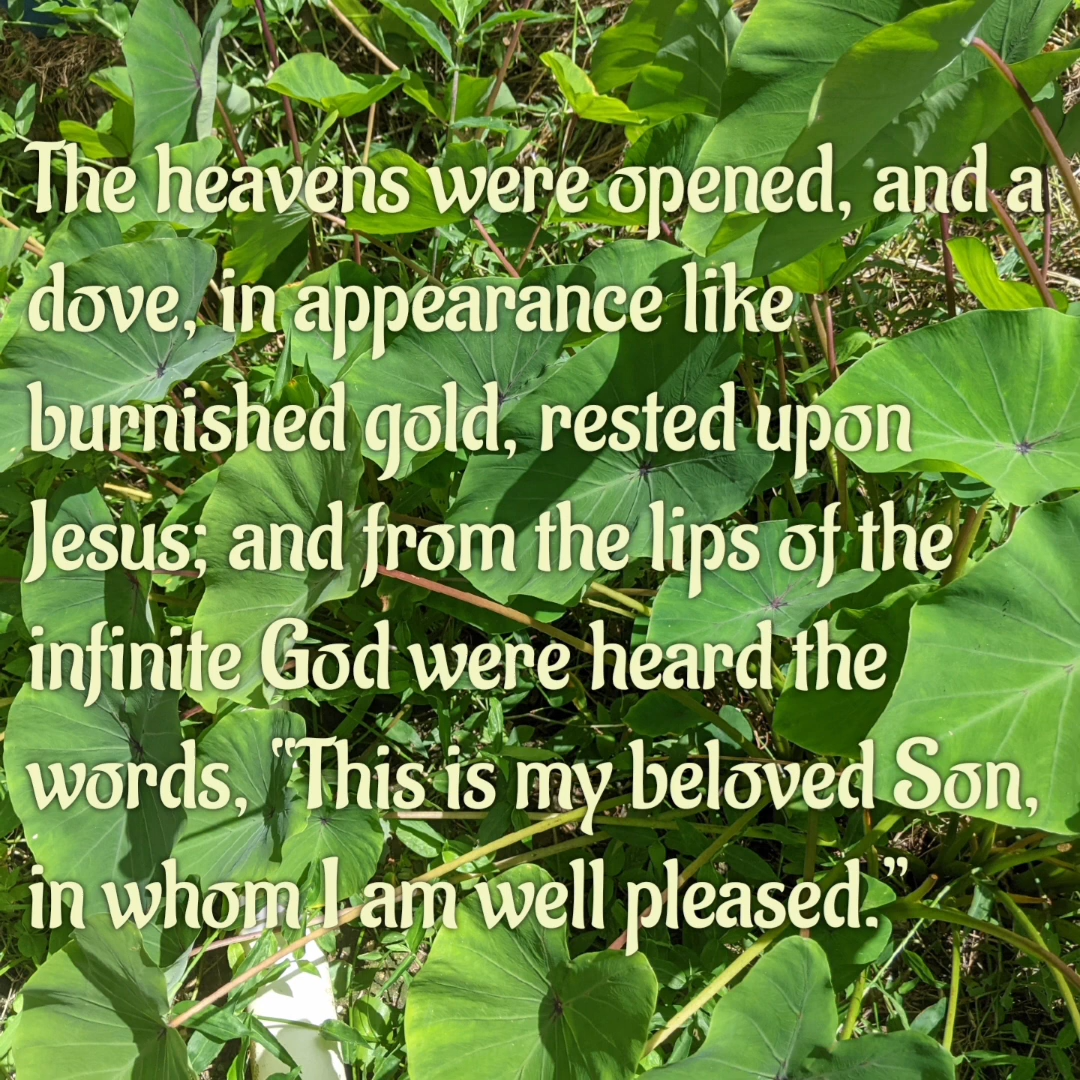 The heavens were opened, and a
dove, in appearance like
burnished gold, rested upon
Jesus; and from the lips of the
infinite God were heard the
words, “This is my beloved Son,
in whom I am well pleased.”